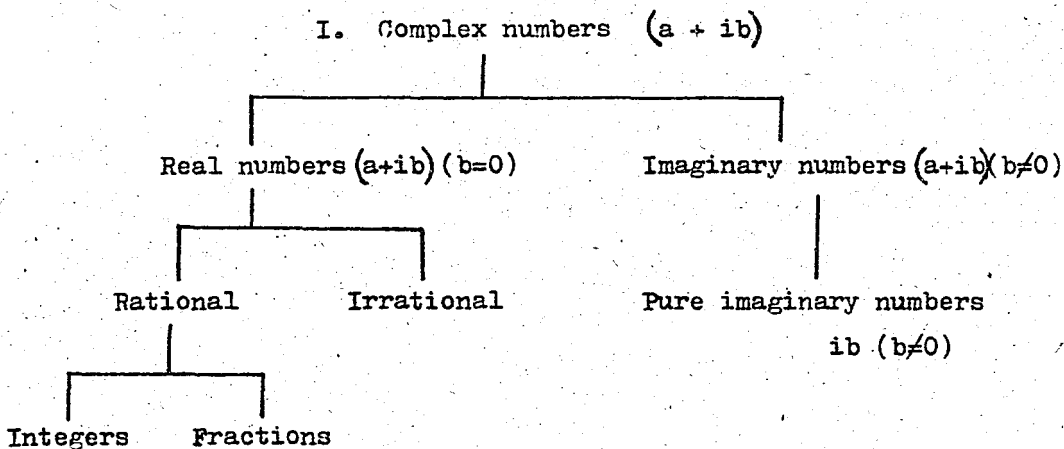 I. Complex numbers (a + ib)
Real numbers (a+ib) (b=0) Imaginary numbers (a+ib)(b≠0)
Rational Irrational Pure imaginary numbers
ib (b≠0)
Integers Fractions